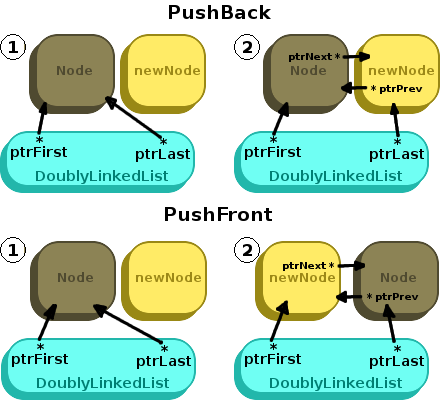 PushBack
1
Node
newNode
*
ptrFirst
*
ptrLast
DoublyLinkedList
2
ptrNext *
Node
newNode
* ptrPrev
*
ptrFirst
*
ptrLast
DoublyLinkedList
PushFront
1
Node
newNode
*
ptrFirst
*
ptrLast
DoublyLinkedList
2
ptrNext *
newNode
Node
* ptrPrev
*
ptrFirst
*
ptrLast
DoublyLinkedList